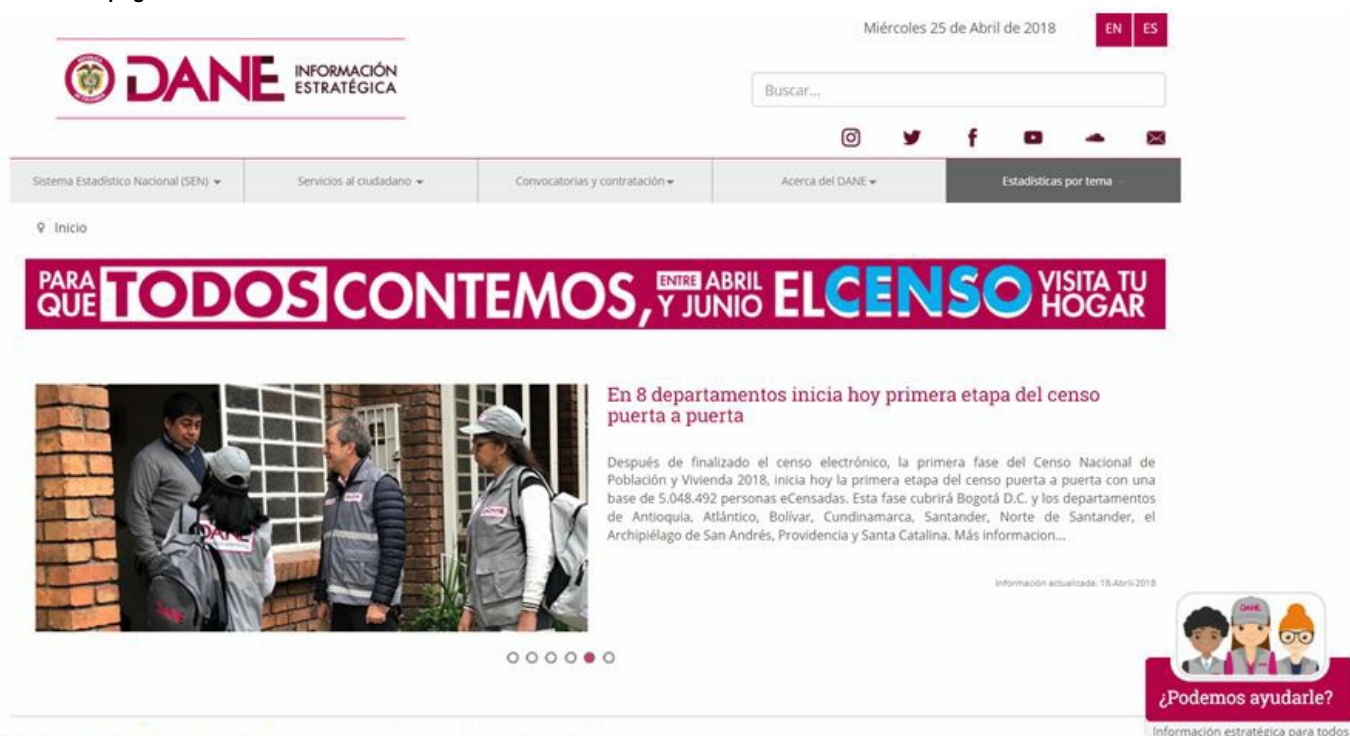 Miércoles 25 de Abril de 2018
EN ES
REPÚBLICA
DANE INFORMACIÓN
ESTRATÉGICA
Buscar...
Sistema Estadístico Nacional (SEN)
Servicios al ciudadano
Convocatorias y contratación
Acerca del DANE
Estadísticas por tema
Inicio
PARA QUE TODOS CONTEMOS, ENTRE ABRIL Y JUNIO EL CENSO VISITA TU HOGAR
En 8 departamentos inicia hoy primera etapa del censo
puerta a puerta
Después de finalizado el censo electrónico, la primera fase del Censo Nacional de
Población y Vivienda 2018, inicia hoy la primera etapa del censo puerta a puerta con una
base de 5.048.492 personas eCensadas. Esta fase cubrirá Bogotá D.C. y los departamentos
de Antioquia, Atlántico, Bolívar, Cundinamarca, Santander, Norte de Santander, el
Archipiélago de San Andrés, Providencia y Santa Catalina. Más informacion...
Información actualizada: 18-Abril-2018
DANE
DANE
DANE
¿Podemos ayudarle?
Información estratégica para todos